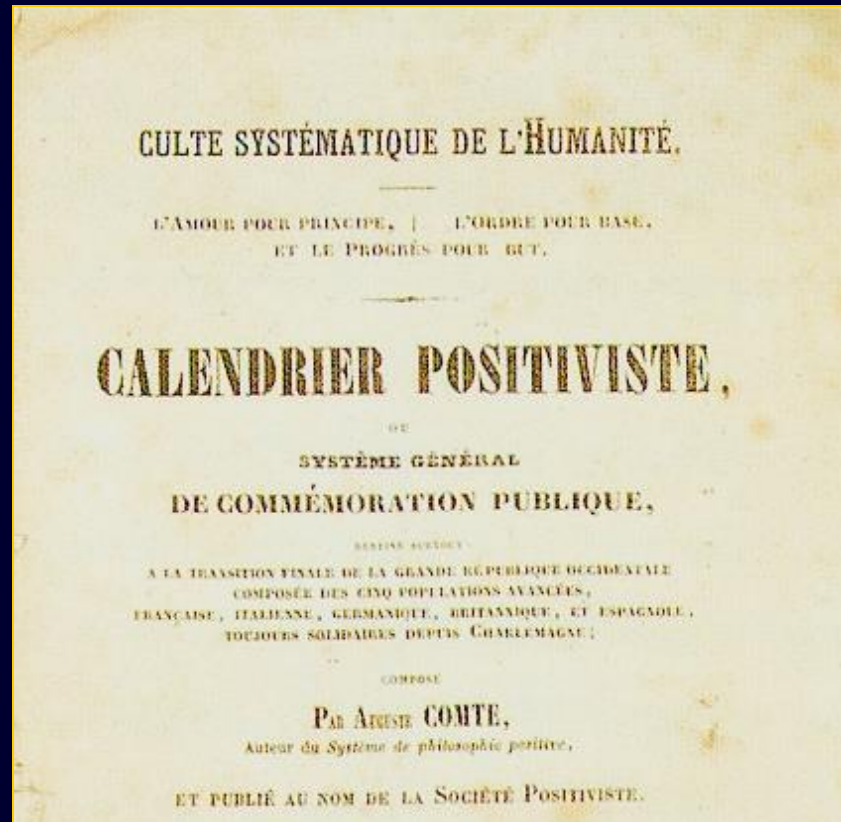 CULTE SYSTÉMATIQUE DE L'HUMANITÉ.
L'AMOUR POUR PRINCIPE, | L'ORDRE POUR BASE,
ET LE PROGRÈS POUR BUT.
CALENDRIER POSITIVISTE,
OU
SYSTÈME GÉNÉRAL
DE COMMÉMORATION PUBLIQUE,
DESTINÉ SURTOUT
A LA TRANSITION FINALE DE LA GRANDE RÉPUBLIQUE OCCIDENTALE
COMPOSÉE DES CINQ POPULATIONS AVANCÉES,
FRANÇAISE, ITALIENNE, GERMANIQUE, BRITANNIQUE, ET ESPAGNOLE,
TOUJOURS SOLIDAIRES DEPUIS CHARLEMAGNE;
COMPOSÉ
PAR AUGUSTE COMTE,
Auteur du Système de philosophie positive,
ET PUBLIÉ AU NOM DE LA SOCIÉTÉ POSITIVISTE.